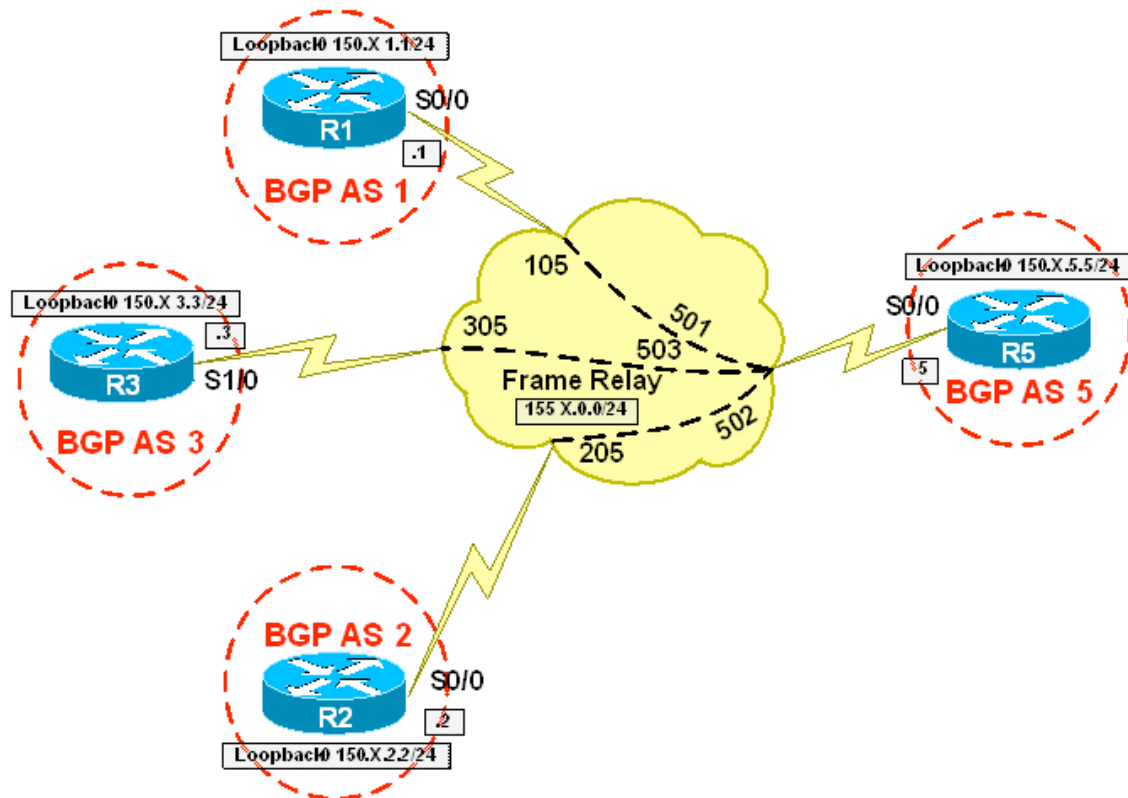 Loopback0 150.X 1.1/24
S0/0
R1
.1
BGP AS 1
105
501
Loopback0 150.X.5.5/24
S0/0
R5
.5
BGP AS 5
Loopback0 150.X 3.3/24
.3
R3
S1/0
BGP AS 3
305
503
Frame Relay
155 X.0.0/24
502
205
BGP AS 2
S0/0
R2
.2
Loopback0 150.X.2.2/24